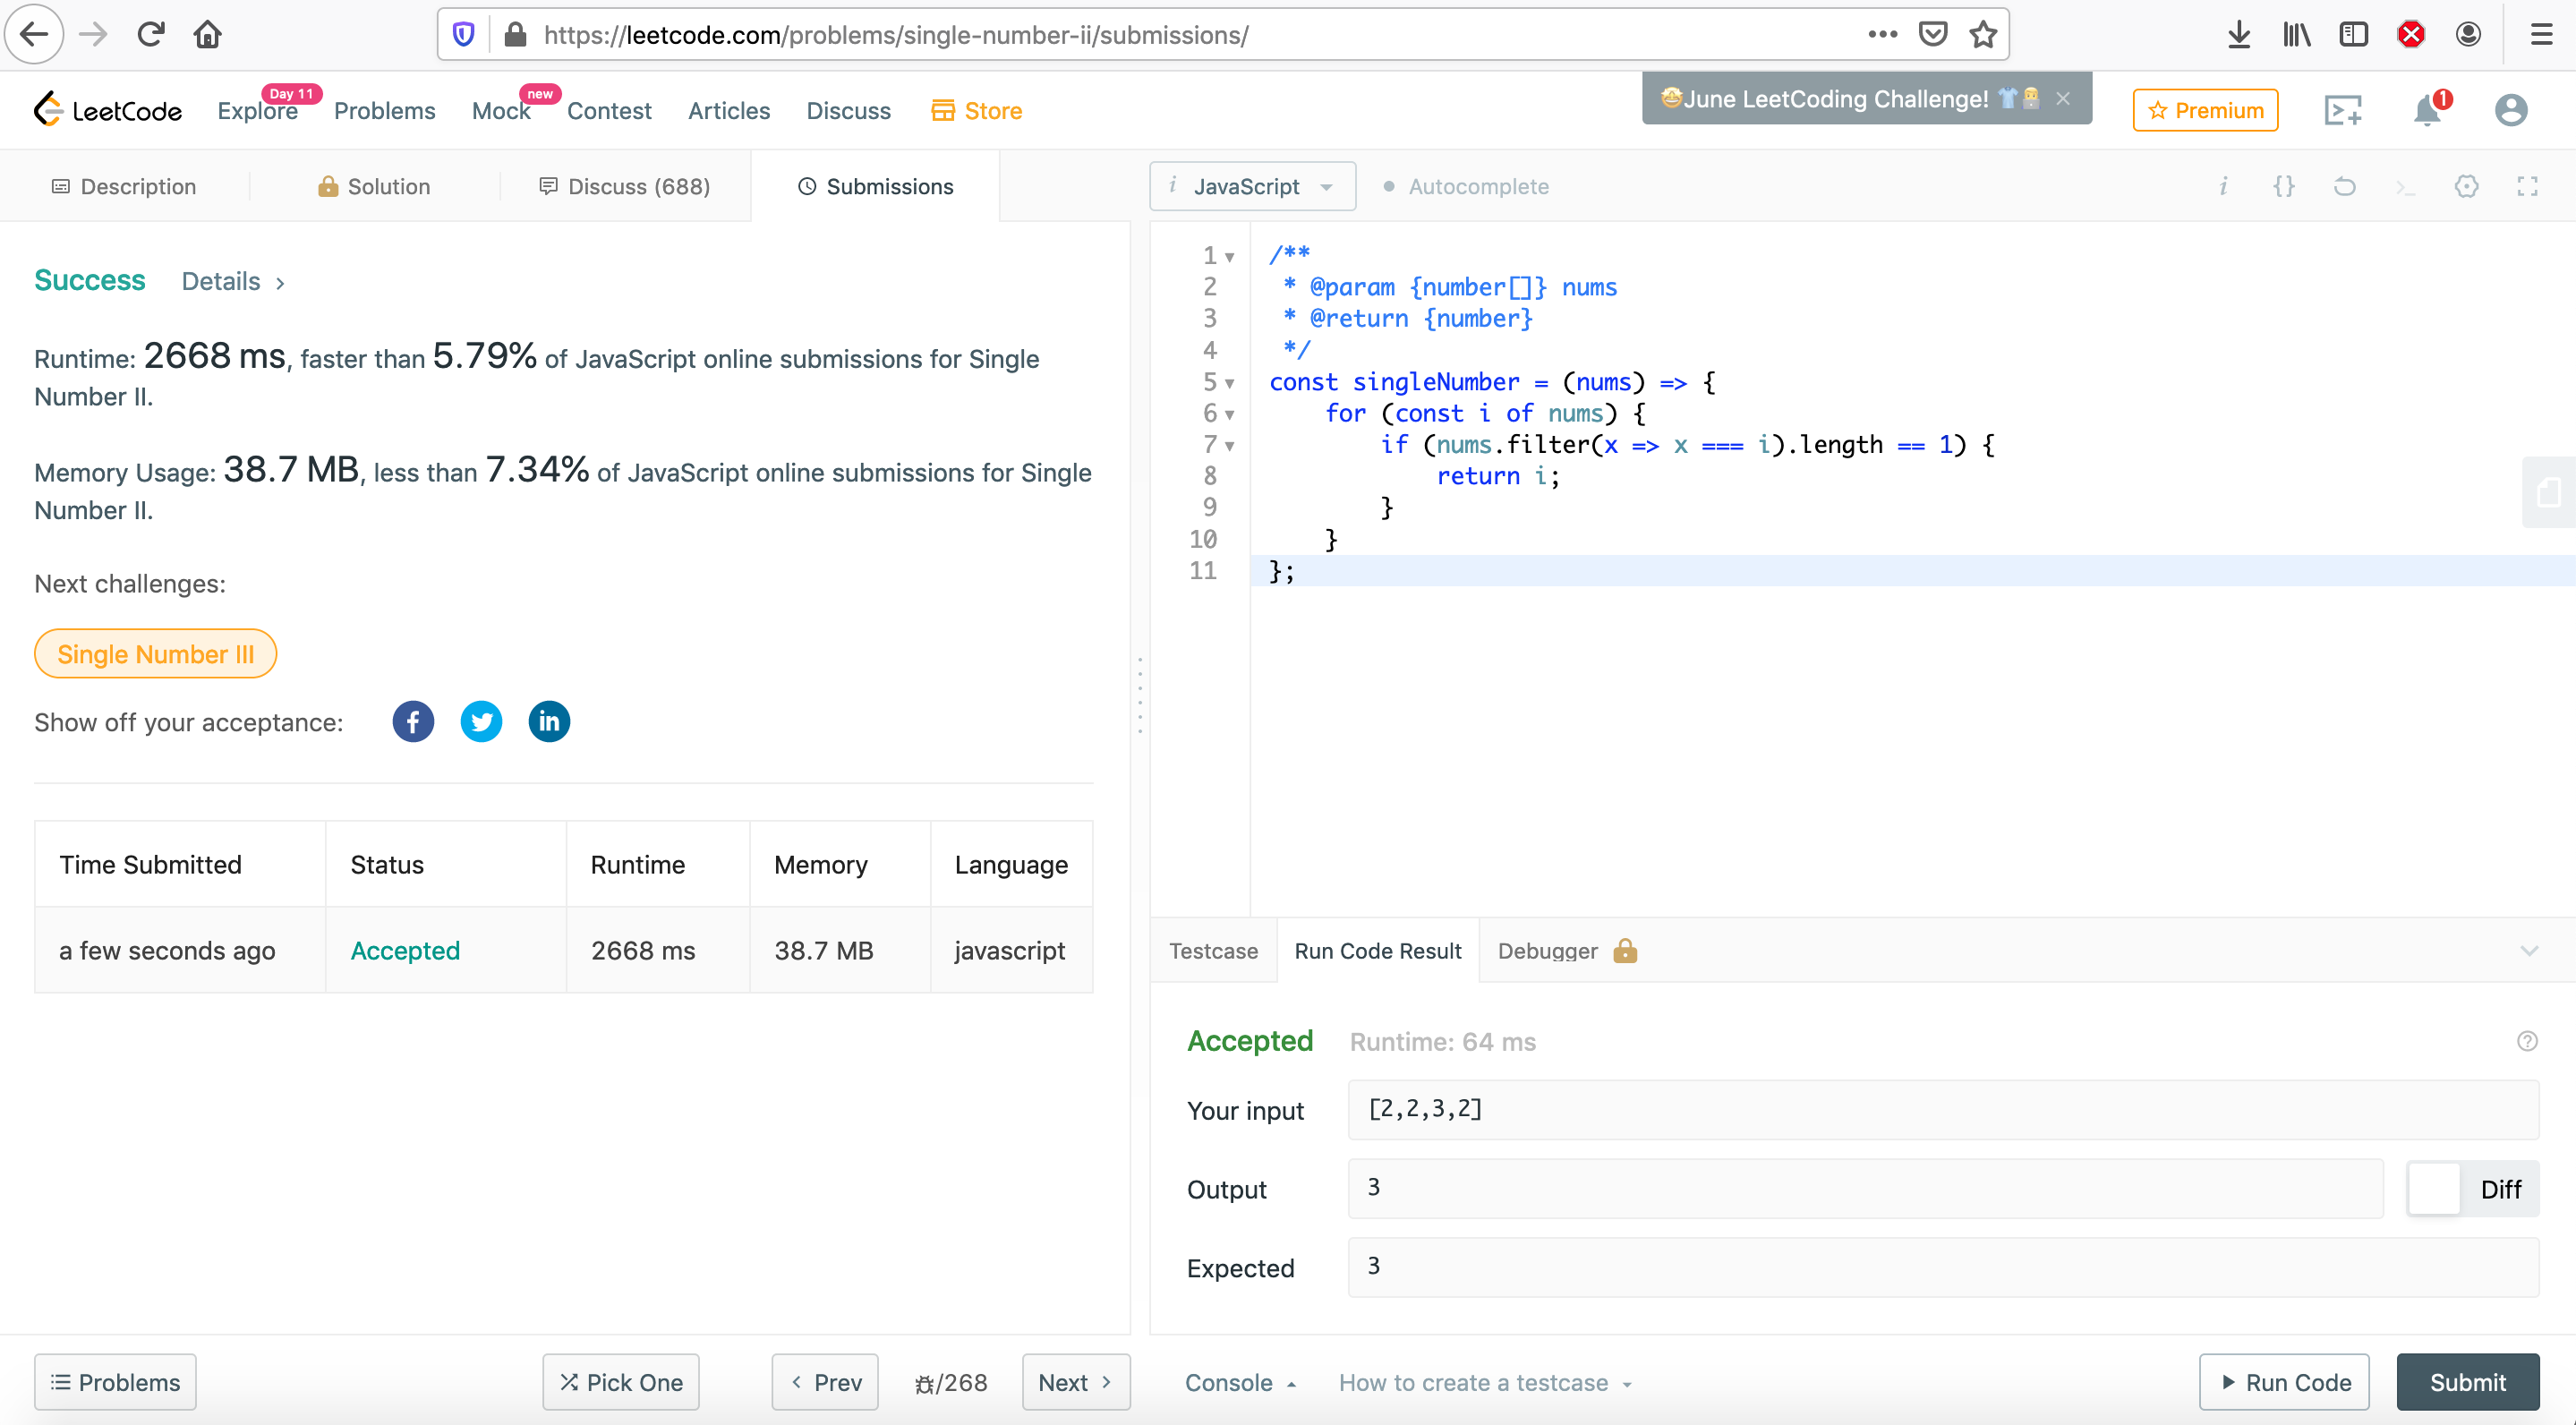 https://leetcode.com/problems/single-number-ii/submissions/
LeetCode
Explore
Day 11
Problems
Mock
new
Contest
Articles
Discuss
Store
🤩June LeetCoding Challenge! 👕👨‍💻
Premium
1
Description
Solution
Discuss (688)
Submissions
i JavaScript
Autocomplete
i {}
Success Details >
Runtime: 2668 ms, faster than 5.79% of JavaScript online submissions for Single
Number II.
Memory Usage: 38.7 MB, less than 7.34% of JavaScript online submissions for Single
Number II.
Next challenges:
Single Number III
Show off your acceptance:
Time Submitted Status Runtime Memory Language
a few seconds ago Accepted 2668 ms 38.7 MB javascript
1 /**
2  * @param {number[]} nums
3  * @return {number}
4  */
5 const singleNumber = (nums) => {
6     for (const i of nums) {
7         if (nums.filter(x => x === i).length == 1) {
8             return i;
9         }
10     }
11 };
Testcase Run Code Result Debugger
Accepted Runtime: 64 ms
Your input [2,2,3,2]
Output 3 Diff
Expected 3
Problems Pick One < Prev /268 Next > Console How to create a testcase Run Code Submit